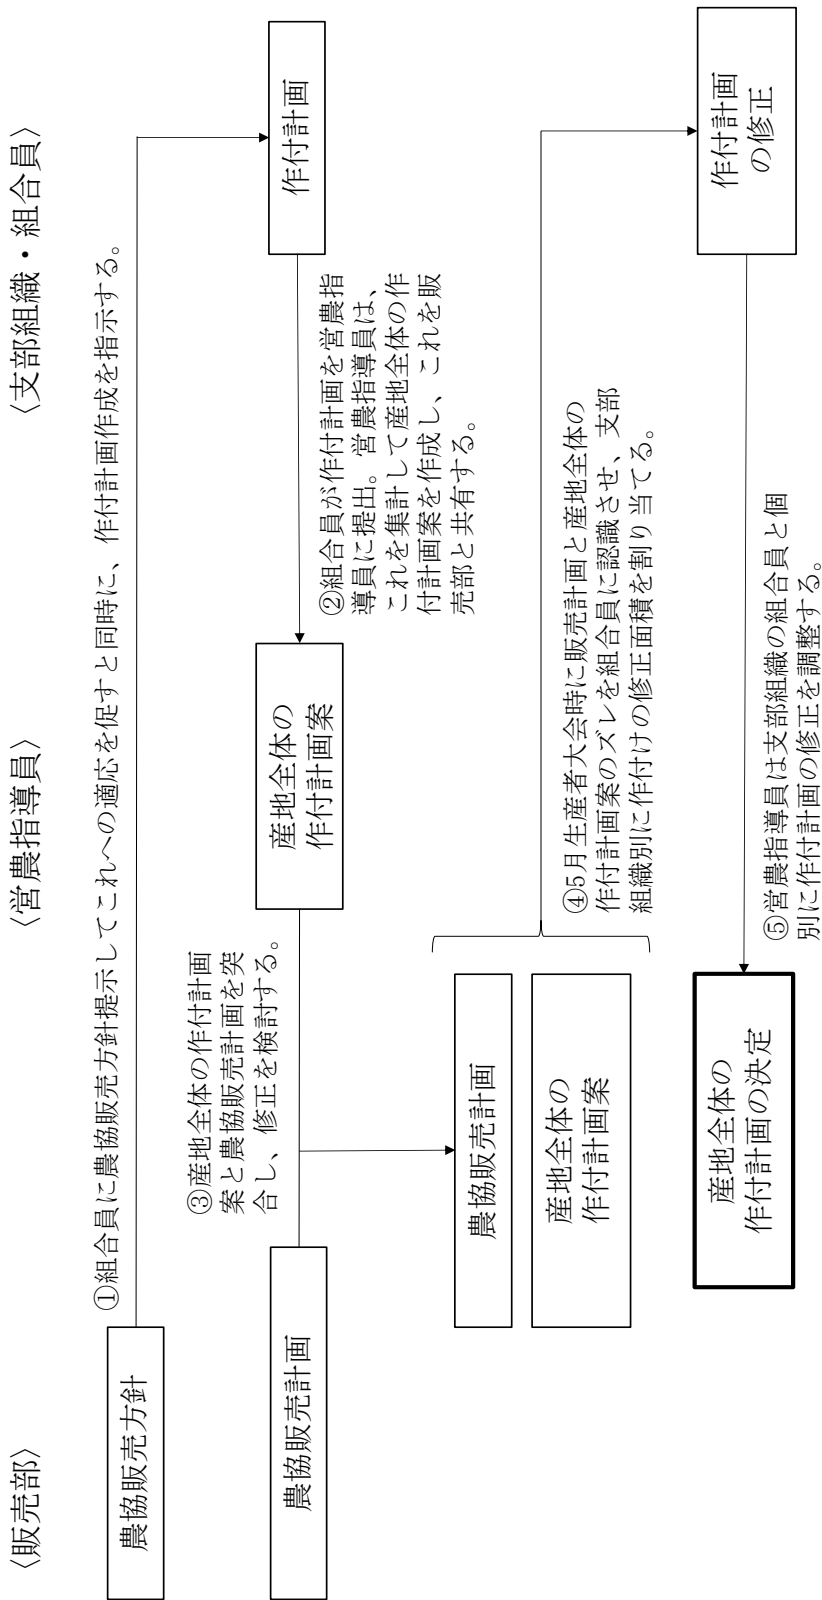 〈販売部〉
〈営農指導員〉
〈支部組織・組合員〉
農協販売方針
①組合員に農協販売方針提示してこれへの適応を促すと同時に、作付計画作成を指示する。
作付計画
②組合員が作付計画を営農指
導員に提出。営農指導員は、
これを集計して産地全体の作
付計画案を作成し、これを販
売部と共有する。
産地全体の
作付計画案
農協販売計画
③産地全体の作付計画
案と農協販売計画を突
合し、修正を検討する。
農協販売計画
産地全体の
作付計画案
④5月生産者大会時に販売計画と産地全体の
作付計画案のズレを組合員に認識させ、支部
組織別に作付けの修正面積を割り当てる。
作付計画
の修正
⑤営農指導員は支部組織の組合員と個
別に作付計画の修正を調整する。
産地全体の
作付計画の決定